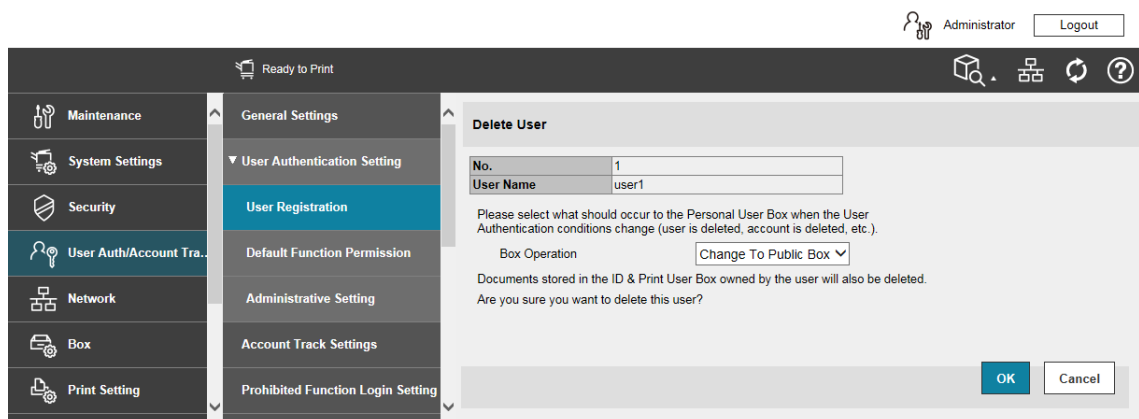 Administrator
Logout
Ready to Print
Maintenance
System Settings
Security
User Auth/Account Tra..
Network
Box
Print Setting
General Settings
▼ User Authentication Setting
User Registration
Default Function Permission
Administrative Setting
Account Track Settings
Prohibited Function Login Setting
Delete User
No. 1
User Name user1
Please select what should occur to the Personal User Box when the User
Authentication conditions change (user is deleted, account is deleted, etc.).
Box Operation Change To Public Box
Documents stored in the ID & Print User Box owned by the user will also be deleted.
Are you sure you want to delete this user?
OK Cancel